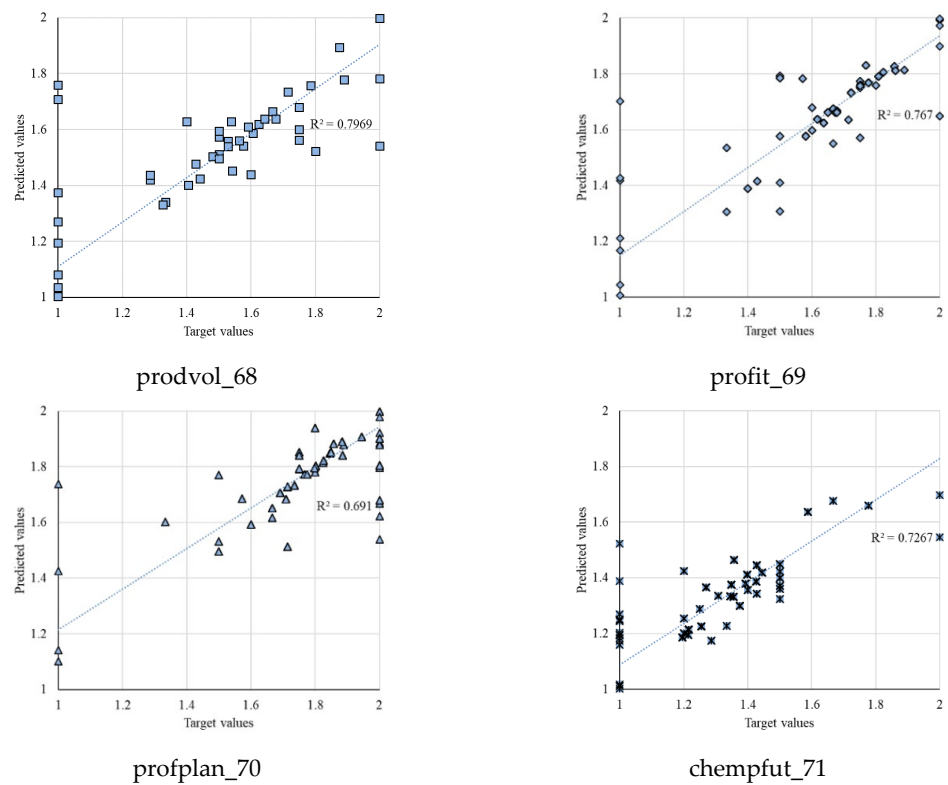 2
1.8
1.6
1.4
1.2
1
Predicted values
R² = 0.7969
1 1.2 1.4 1.6 1.8 2
Target values
prodvol_68
2
1.8
1.6
1.4
1.2
1
Predicted values
R² = 0.767
1 1.2 1.4 1.6 1.8 2
Target values
profit_69
2
1.8
1.6
1.4
1.2
1
Predicted values
R² = 0.691
1 1.2 1.4 1.6 1.8 2
Target values
profplan_70
2
1.8
1.6
1.4
1.2
1
Predicted values
R² = 0.7267
1 1.2 1.4 1.6 1.8 2
Target values
chempfut_71